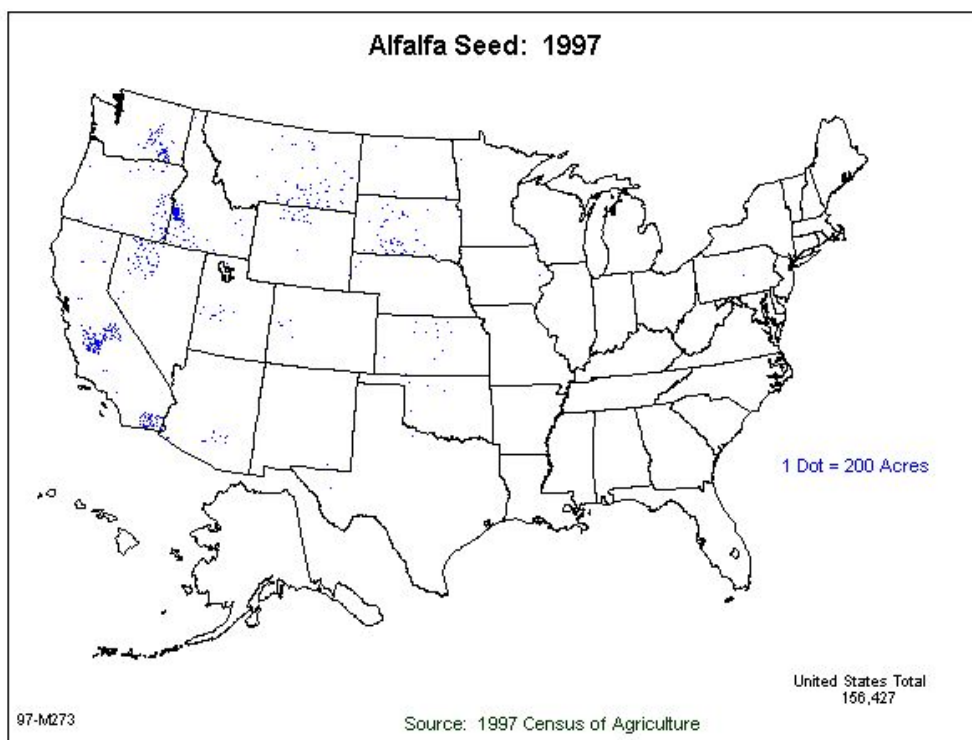 Alfalfa Seed: 1997
1 Dot = 200 Acres
United States Total
156,427
97-M273
Source: 1997 Census of Agriculture